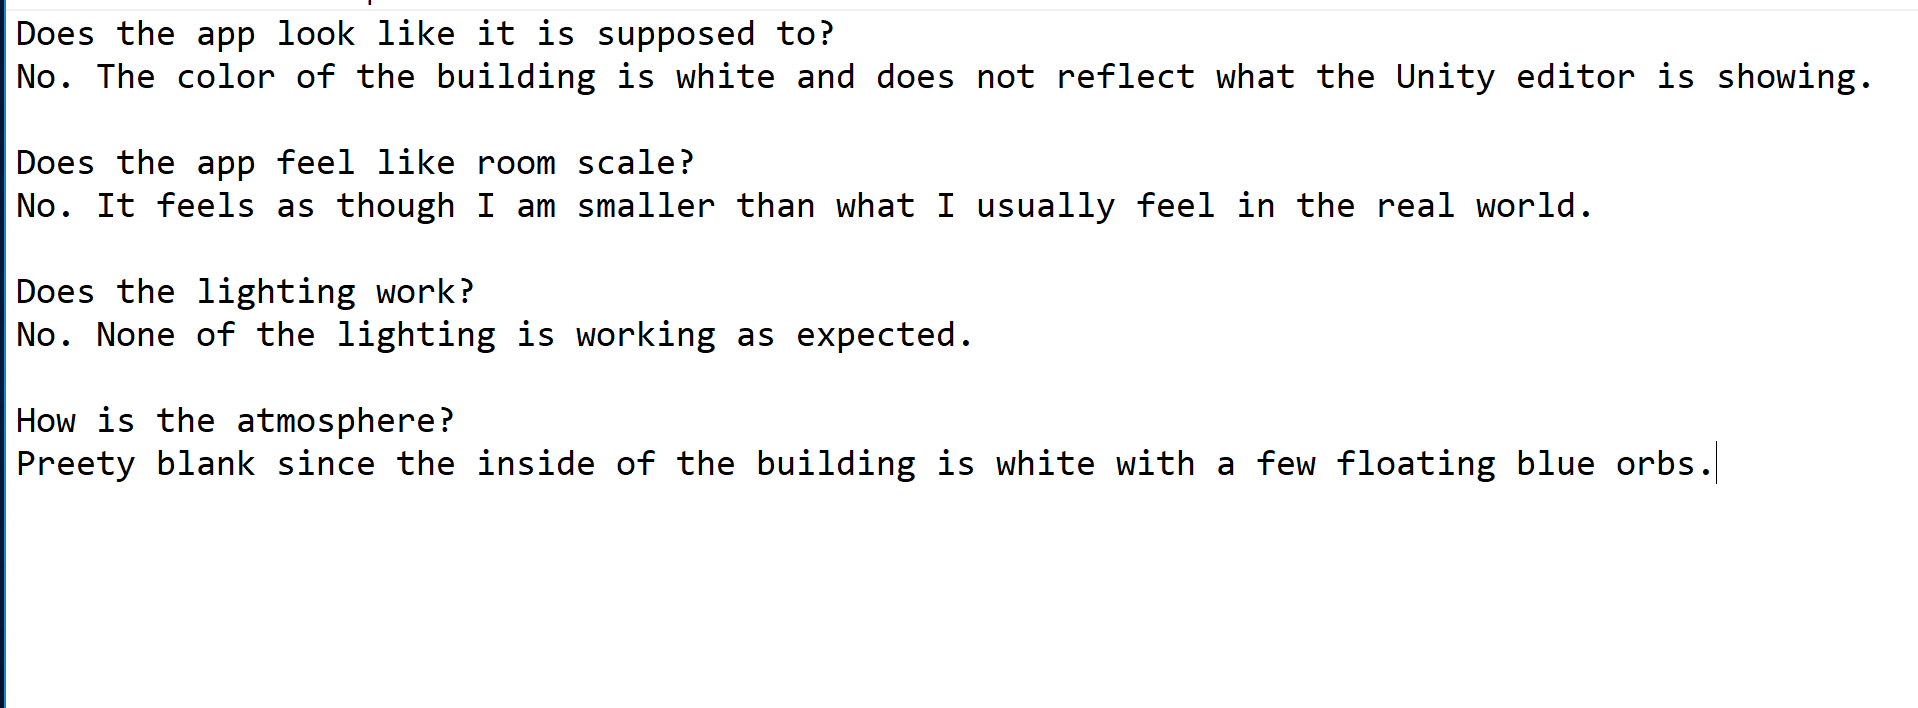 Does the app look like it is supposed to?
No. The color of the building is white and does not reflect what the Unity editor is showing.
Does the app feel like room scale?
No. It feels as though I am smaller than what I usually feel in the real world.
Does the lighting work?
No. None of the lighting is working as expected.
How is the atmosphere?
Preety blank since the inside of the building is white with a few floating blue orbs.